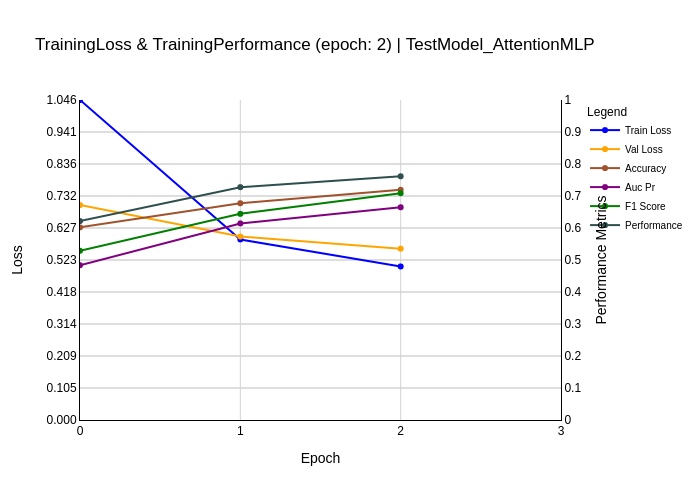 TrainingLoss & TrainingPerformance (epoch: 2) | TestModel_AttentionMLP
1.046
0.941
0.836
0.732
0.627
0.523
0.418
0.314
0.209
0.105
0.000
Loss
0
1
2
3
Epoch
1
0.9
0.8
0.7
0.6
0.5
0.4
0.3
0.2
0.1
0
Performance Metrics
Legend
Train Loss
Val Loss
Accuracy
Auc Pr
F1 Score
Performance